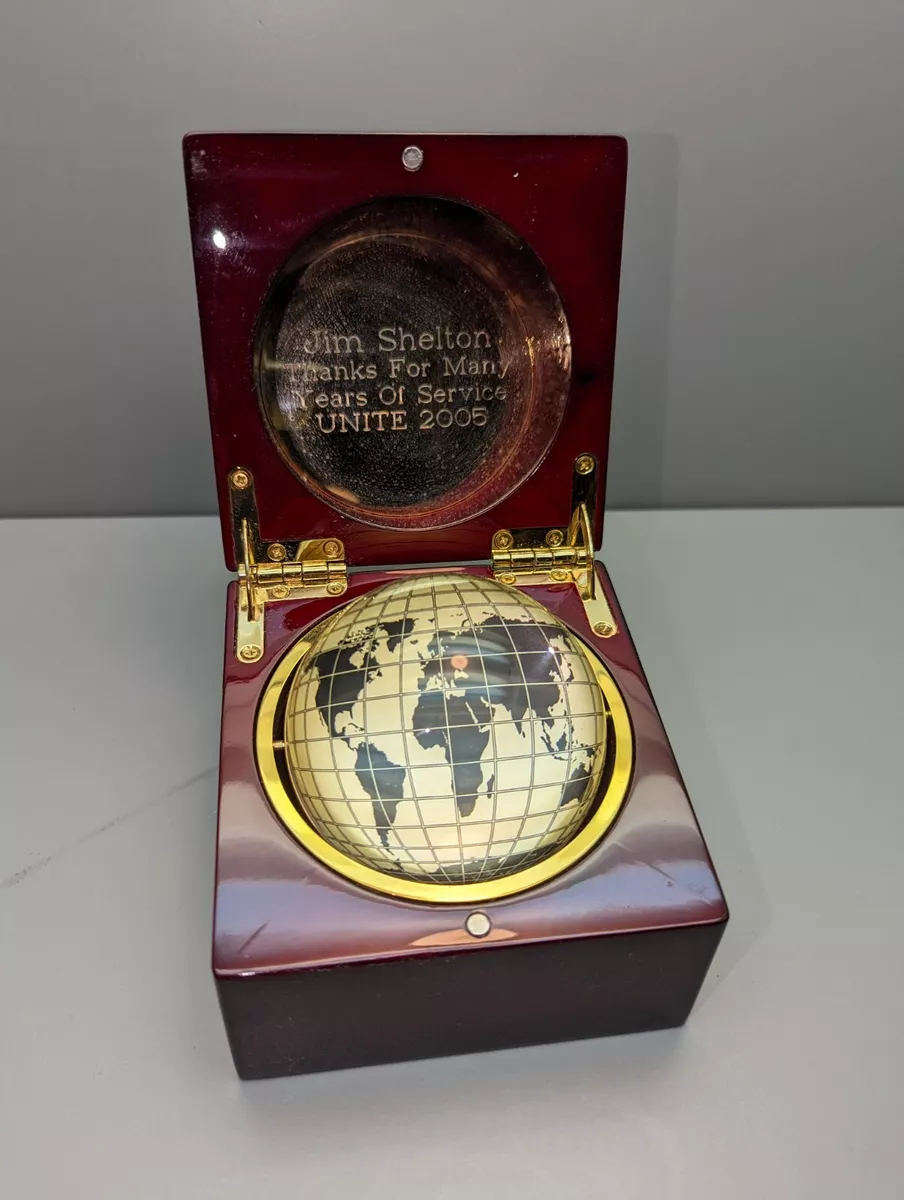 Jim Shelton
Thanks For Many
Years Of Service
UNITE 2005